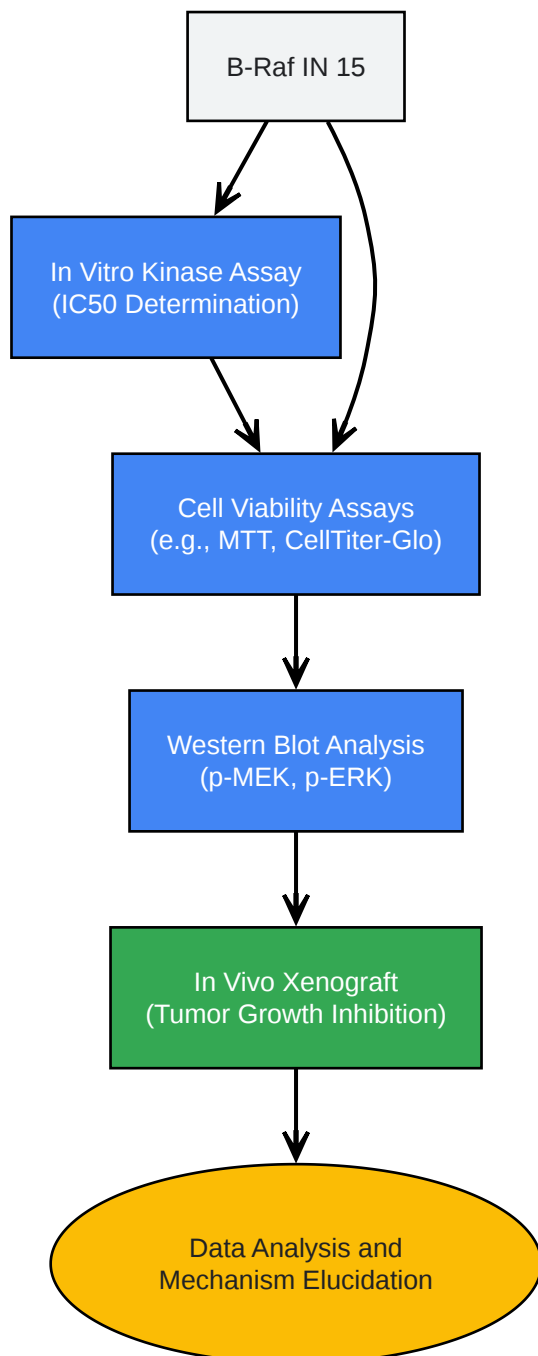 B-Raf IN 15
In Vitro Kinase Assay
(IC50 Determination)
Cell Viability Assays
(e.g., MTT, CellTiter-Glo)
Western Blot Analysis
(p-MEK, p-ERK)
In Vivo Xenograft
(Tumor Growth Inhibition)
Data Analysis and
Mechanism Elucidation